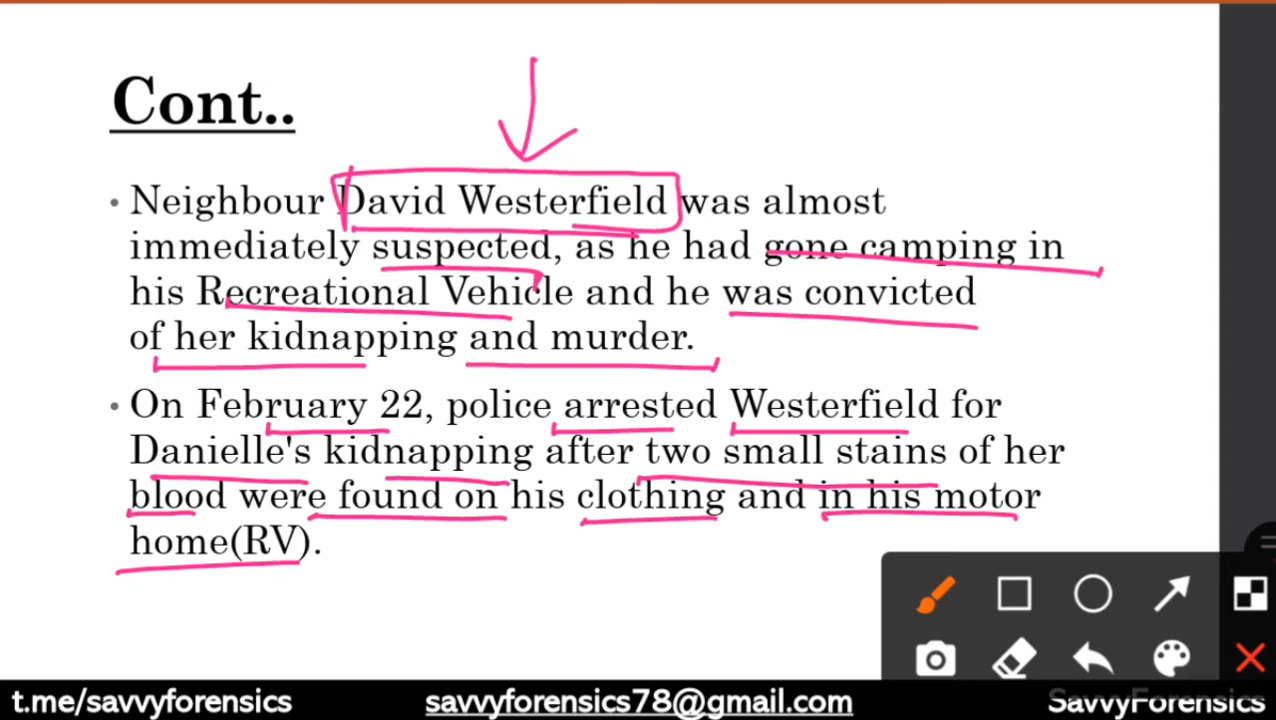 Cont..
• Neighbour David Westerfield was almost
immediately suspected, as he had gone camping in
his Recreational Vehicle and he was convicted
of her kidnapping and murder.
• On February 22, police arrested Westerfield for
Danielle's kidnapping after two small stains of her
blood were found on his clothing and in his motor
home(RV).
t.me/savvyforensics savvyforensics78@gmail.com SavvyForensics